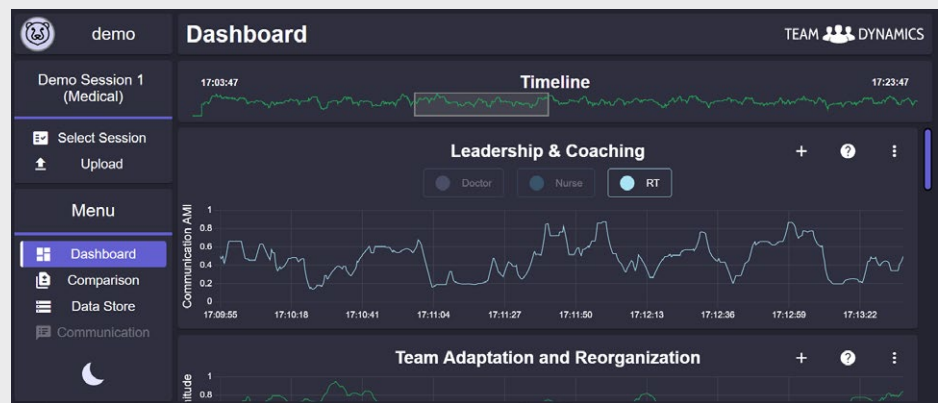 demo
Dashboard
TEAM DYNAMICS
Demo Session 1
(Medical)
Select Session
Upload
Menu
Dashboard
Comparison
Data Store
Communication
17:03:47
Timeline
17:23:47
Leadership & Coaching
+
?
Doctor
Nurse
RT
Communication AMI
1
0.8
0.6
0.4
0.2
0
17:09:55
17:10:18
17:10:41
17:11:04
17:11:27
17:11:50
17:12:13
17:12:36
17:12:59
17:13:22
Team Adaptation and Reorganization
+
?
1
0.8